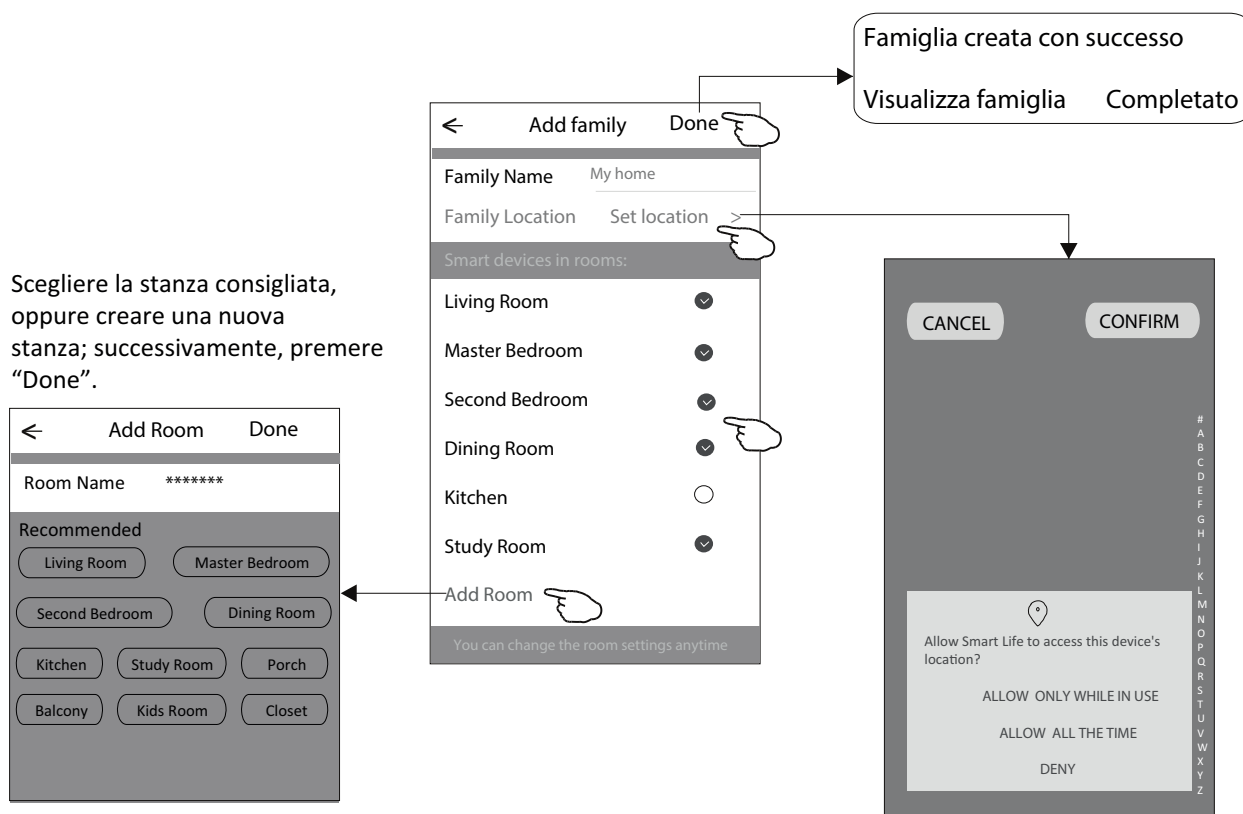 Famiglia creata con successo
Visualizza famiglia Completato
Add family Done
Family Name My home
Family Location Set location >
Smart devices in rooms:
Living Room
Master Bedroom
Second Bedroom
Dining Room
Kitchen
Study Room
Add Room
You can change the room settings anytime
Scegliere la stanza consigliata,
oppure creare una nuova
stanza; successivamente, premere
“Done”.
Add Room Done
Room Name *******
Recommended
Living Room Master Bedroom
Second Bedroom Dining Room
Kitchen Study Room Porch
Balcony Kids Room Closet
CANCEL CONFIRM
#
A
B
C
D
E
F
G
H
I
J
K
L
M
N
O
P
Q
R
S
T
U
V
W
X
Y
Z
Allow Smart Life to access this device's
location?
ALLOW ONLY WHILE IN USE
ALLOW ALL THE TIME
DENY